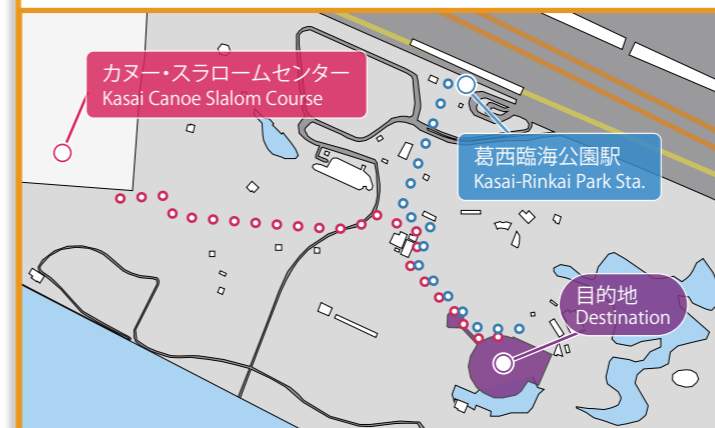 カヌー・スラロームセンター
Kasai Canoe Slalom Course
葛西臨海公園駅
Kasai-Rinkai Park Sta.
目的地
Destination